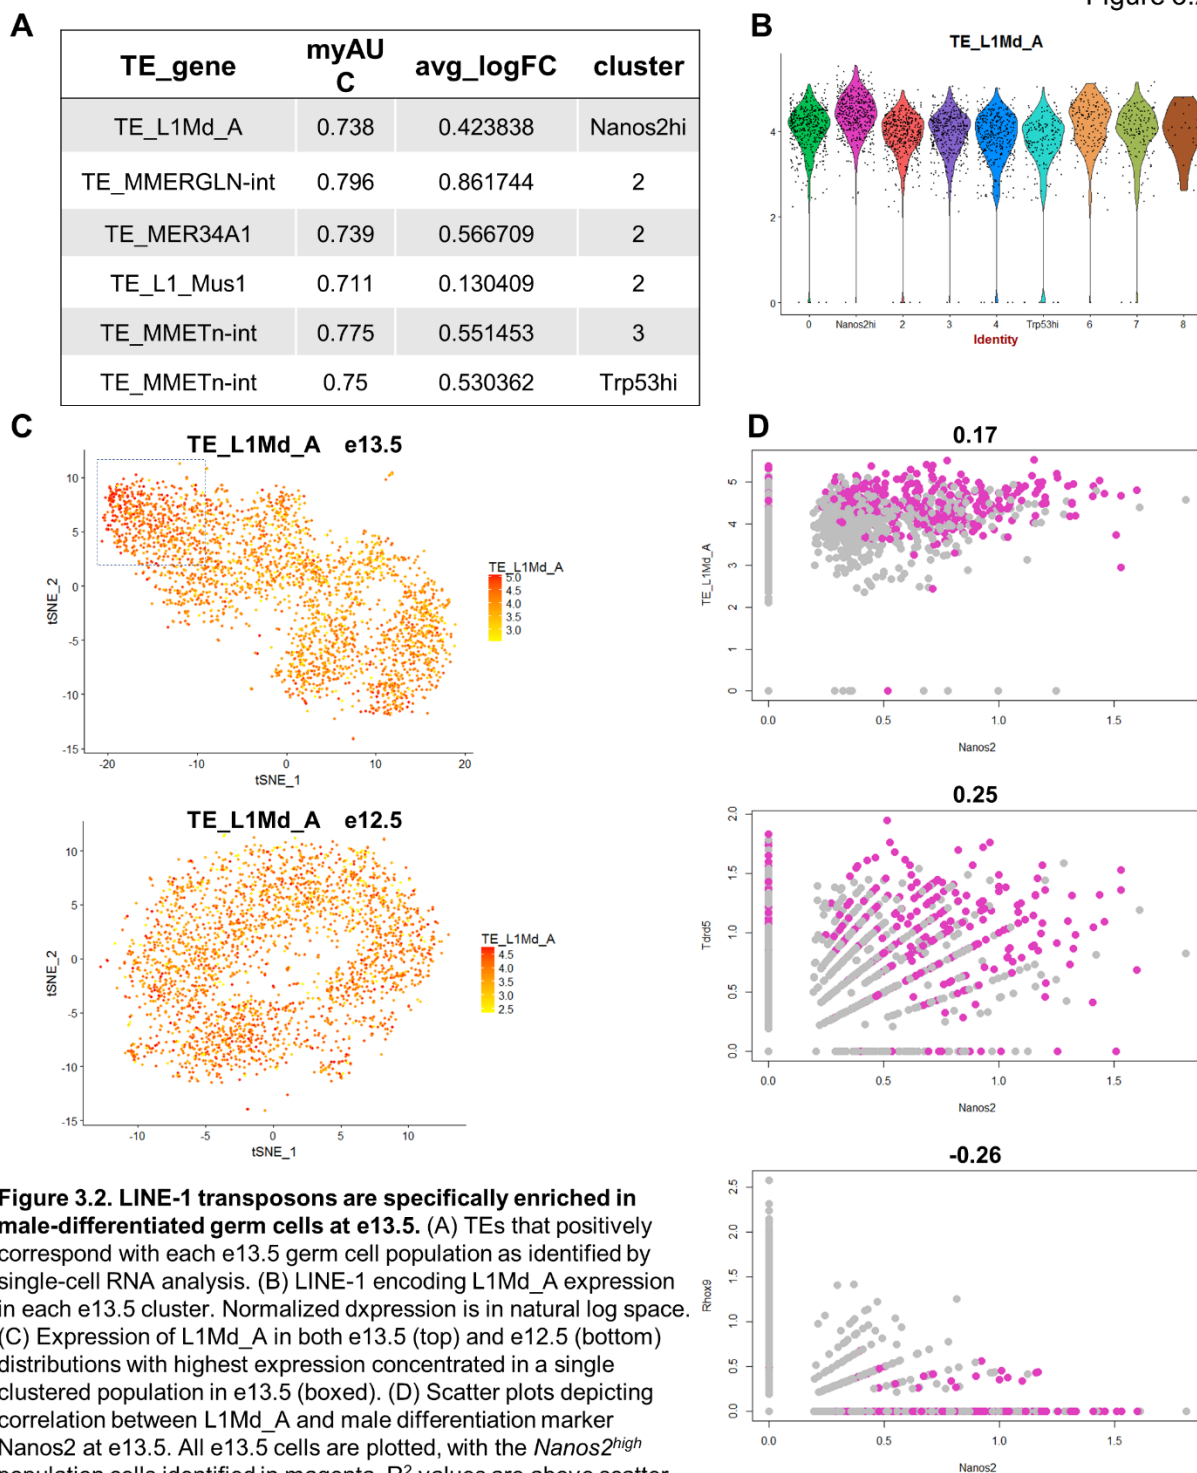 Figure 3.
A
TE_gene myAU C avg_logFC cluster
TE_L1Md_A 0.738 0.423838 Nanos2hi
TE_MMERGLN-int 0.796 0.861744 2
TE_MER34A1 0.739 0.566709 2
TE_L1_Mus1 0.711 0.130409 2
TE_MMETn-int 0.775 0.551453 3
TE_MMETn-int 0.75 0.530362 Trp53hi
B
TE_L1Md_A
4
2
0
0 Nanos2hi 2 3 4 Trp53hi 6 7 8
Identity
C
TE_L1Md_A e13.5
tSNE_2
10
5
0
-5
-10
-15
-20 -10 0 10 20
tSNE_1
TE_L1Md_A
5.0
4.5
4.0
3.5
3.0
TE_L1Md_A e12.5
tSNE_2
10
5
0
-5
-10
-15
-10 -5 0 5 10
tSNE_1
TE_L1Md_A
4.5
4.0
3.5
3.0
2.5
D
0.17
TE_L1Md_A
5
4
3
2
1
0
0.0 0.5 1.0 1.5
Nanos2
0.25
Tdrd5
2.0
1.5
1.0
0.5
0.0
0.0 0.5 1.0 1.5
Nanos2
-0.26
Rhox9
2.5
2.0
1.5
1.0
0.5
0.0
0.0 0.5 1.0 1.5
Nanos2
Figure 3.2. LINE-1 transposons are specifically enriched in
male-differentiated germ cells at e13.5. (A) TEs that positively
correspond with each e13.5 germ cell population as identified by
single-cell RNA analysis. (B) LINE-1 encoding L1Md_A expression
in each e13.5 cluster. Normalized dxpression is in natural log space.
(C) Expression of L1Md_A in both e13.5 (top) and e12.5 (bottom)
distributions with highest expression concentrated in a single
clustered population in e13.5 (boxed). (D) Scatter plots depicting
correlation between L1Md_A and male differentiation marker
Nanos2 at e13.5. All e13.5 cells are plotted, with the Nanos2high
population cells identified in magenta. R2 values are above scatter